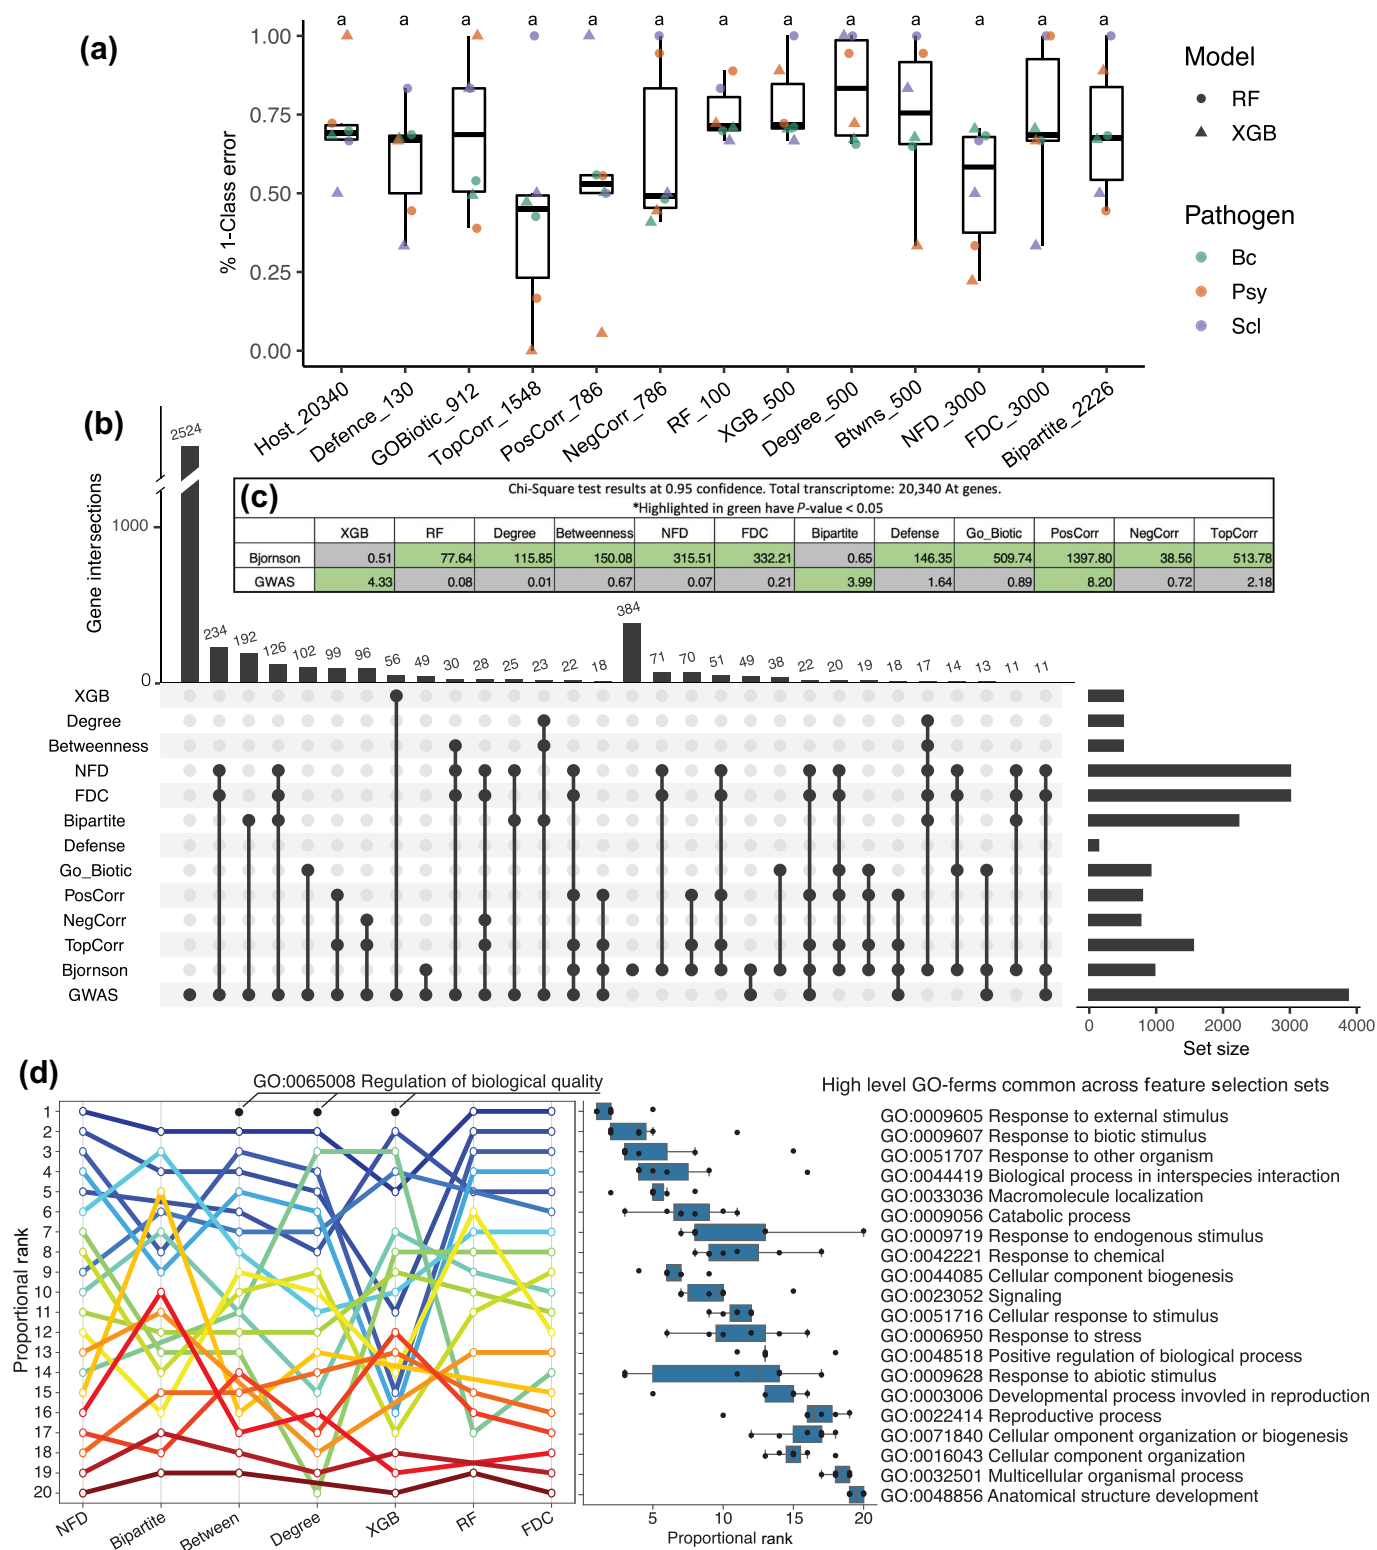 (a)
a a a a a a a a a a a a a
1.00
0.75
0.50
0.25
0.00
% 1-Class error
Host_20340
Defence_130
GOBiotic_912
TopCorr_1548
PosCorr_786
NegCorr_786
RF_100
XGB_500
Degree_500
Btwns_500
NFD_3000
FDC_3000
Bipartite_2226
Model
RF
XGB
Pathogen
Bc
Psy
Scl
(b)
Gene intersections
1000
0
2524 234 192 126 102 99 96 56 49 30 28 25 23 22 18 384 71 70 51 49 38 22 20 19 18 17 14 13 11 11
(c)
Chi-Square test results at 0.95 confidence. Total transcriptome: 20,340 At genes.
*Highlighted in green have P-value < 0.05
XGB RF Degree Betweenness NFD FDC Bipartite Defense Go_Biotic PosCorr NegCorr TopCorr
Bjornson 0.51 77.64 115.85 150.08 315.51 332.21 0.65 146.35 509.74 1397.80 38.56 513.78
GWAS 4.33 0.08 0.01 0.67 0.07 0.21 3.99 1.64 0.89 8.20 0.72 2.18
XGB
Degree
Betweenness
NFD
FDC
Bipartite
Defense
Go_Biotic
PosCorr
NegCorr
TopCorr
Bjornson
GWAS
0 1000 2000 3000 4000
Set size
(d)
GO:0065008 Regulation of biological quality
Proportional rank
1
2
3
4
5
6
7
8
9
10
11
12
13
14
15
16
17
18
19
20
NFD
Bipartite
Between
Degree
XGB
RF
FDC
High level GO-ferms common across feature selection sets
GO:0009605 Response to external stimulus
GO:0009607 Response to biotic stimulus
GO:0051707 Response to other organism
GO:0044419 Biological process in interspecies interaction
GO:0033036 Macromolecule localization
GO:0009056 Catabolic process
GO:0009719 Response to endogenous stimulus
GO:0042221 Response to chemical
GO:0044085 Cellular component biogenesis
GO:0023052 Signaling
GO:0051716 Cellular response to stimulus
GO:0006950 Response to stress
GO:0048518 Positive regulation of biological process
GO:0009628 Response to abiotic stimulus
GO:0003006 Developmental process invovled in reproduction
GO:0022414 Reproductive process
GO:0071840 Cellular omponent organization or biogenesis
GO:0016043 Cellular component organization
GO:0032501 Multicellular organismal process
GO:0048856 Anatomical structure development
5 10 15 20
Proportional rank